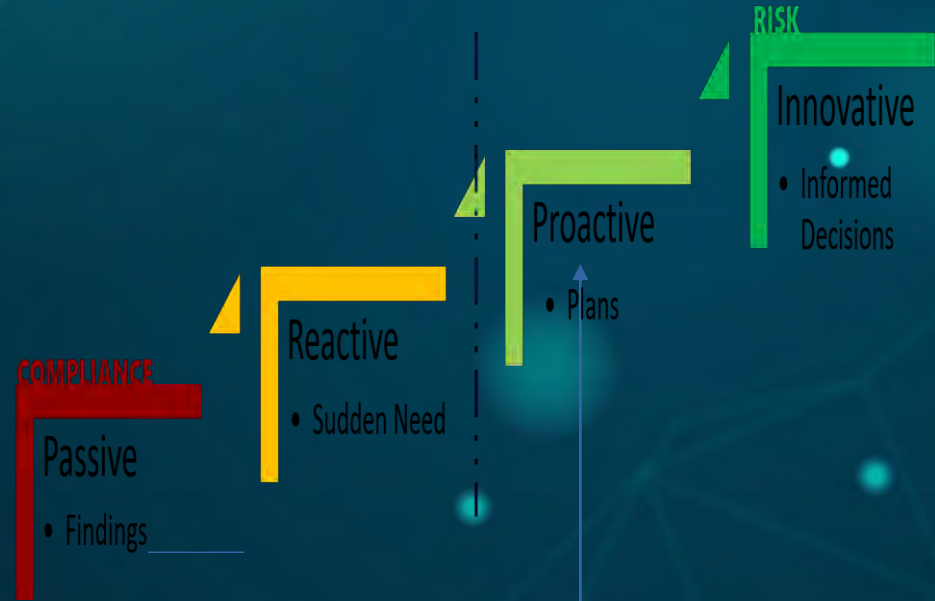 COMPLIANCE
Passive
• Findings
Reactive
• Sudden Need
Proactive
• Plans
RISK
Innovative
• Informed
Decisions